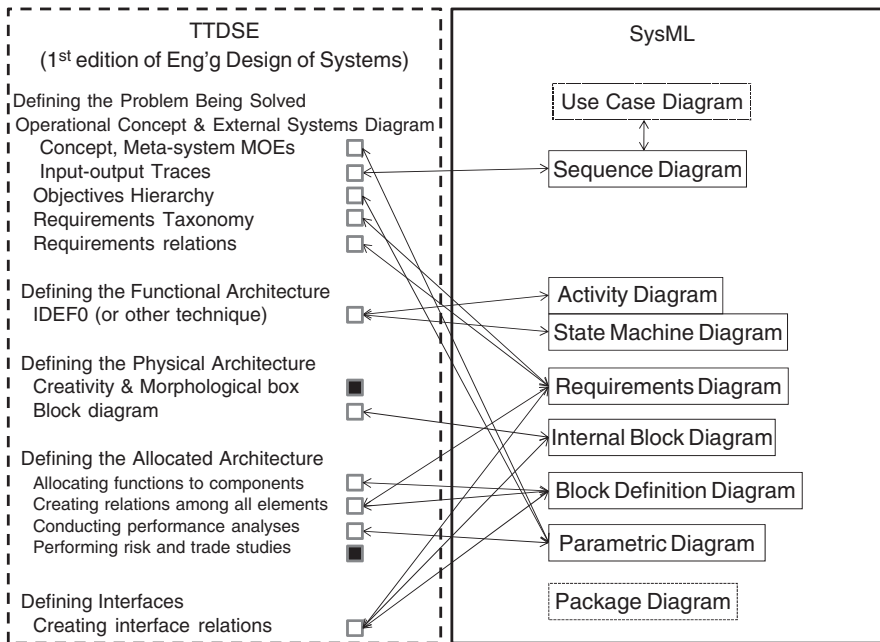 TTDSE
(1st edition of Eng'g Design of Systems)
Defining the Problem Being Solved
Operational Concept & External Systems Diagram
Concept, Meta-system MOEs
Input-output Traces
Objectives Hierarchy
Requirements Taxonomy
Requirements relations
Defining the Functional Architecture
IDEF0 (or other technique)
Defining the Physical Architecture
Creativity & Morphological box
Block diagram
Defining the Allocated Architecture
Allocating functions to components
Creating relations among all elements
Conducting performance analyses
Performing risk and trade studies
Defining Interfaces
Creating interface relations
SysML
Use Case Diagram
Sequence Diagram
Activity Diagram
State Machine Diagram
Requirements Diagram
Internal Block Diagram
Block Definition Diagram
Parametric Diagram
Package Diagram